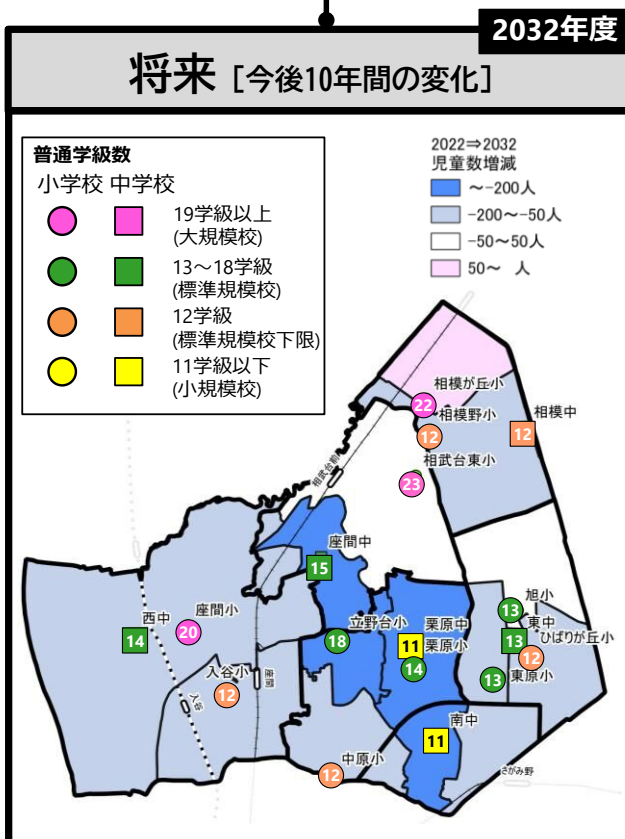 2032年度
将来 [今後10年間の変化]
普通学級数
小学校 中学校
19学級以上
(大規模校)
13～18学級
(標準規模校)
12学級
(標準規模校下限)
11学級以下
(小規模校)
2022⇒2032
児童数増減
～-200人
-200～-50人
-50～50人
50～ 人
相模が丘小
22
相模野小
12
相模中
12
相武台東小
23
相武台前
座間中
15
旭小
13
東中
13
ひばりが丘小
12
東原小
13
西中
14
座間小
20
立野台小
18
栗原中
11
栗原小
14
入谷小
12
座間
入谷
南中
11
中原小
12
さがみ野